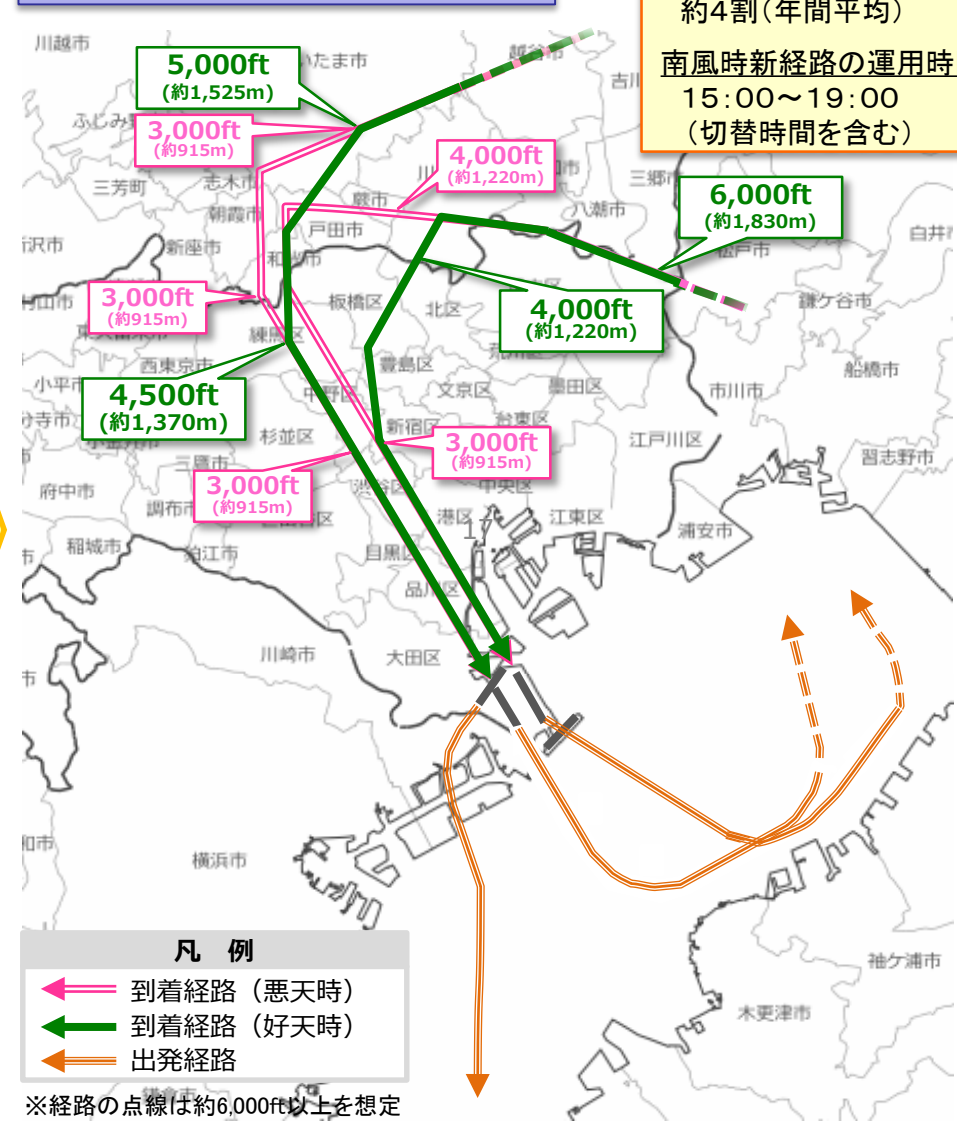 約4割(年間平均)
南風時新経路の運用時
15:00～19:00
(切替時間を含む)
川越市
越谷市
いたま市
吉川
5,000ft
(約1,525m)
ふじみ野
3,000ft
(約915m)
4,000ft
(約1,220m)
三芳町
志木市
蕨市
三郷市
朝霞市
八潮市
6,000ft
(約1,830m)
戸田市
新座市
和光市
松戸市
白井市
3,000ft
(約915m)
板橋区
北区
4,000ft
(約1,220m)
鎌ケ谷市
練馬区
西東京市
豊島区
船橋市
小平市
4,500ft
(約1,370m)
中野区
文京区
墨田区
市川市
杉並区
新宿区
台東区
3,000ft
(約915m)
江戸川区
習志野市
三鷹市
3,000ft
(約915m)
渋谷区
中央区
府中市
調布市
港区
17
江東区
浦安市
稲城市
狛江市
目黒区
品川区
川崎市
大田区
横浜市
凡 例
到着経路（悪天時）
到着経路（好天時）
出発経路
袖ケ浦市
木更津市
鎌倉市
※経路の点線は約6,000ft以上を想定